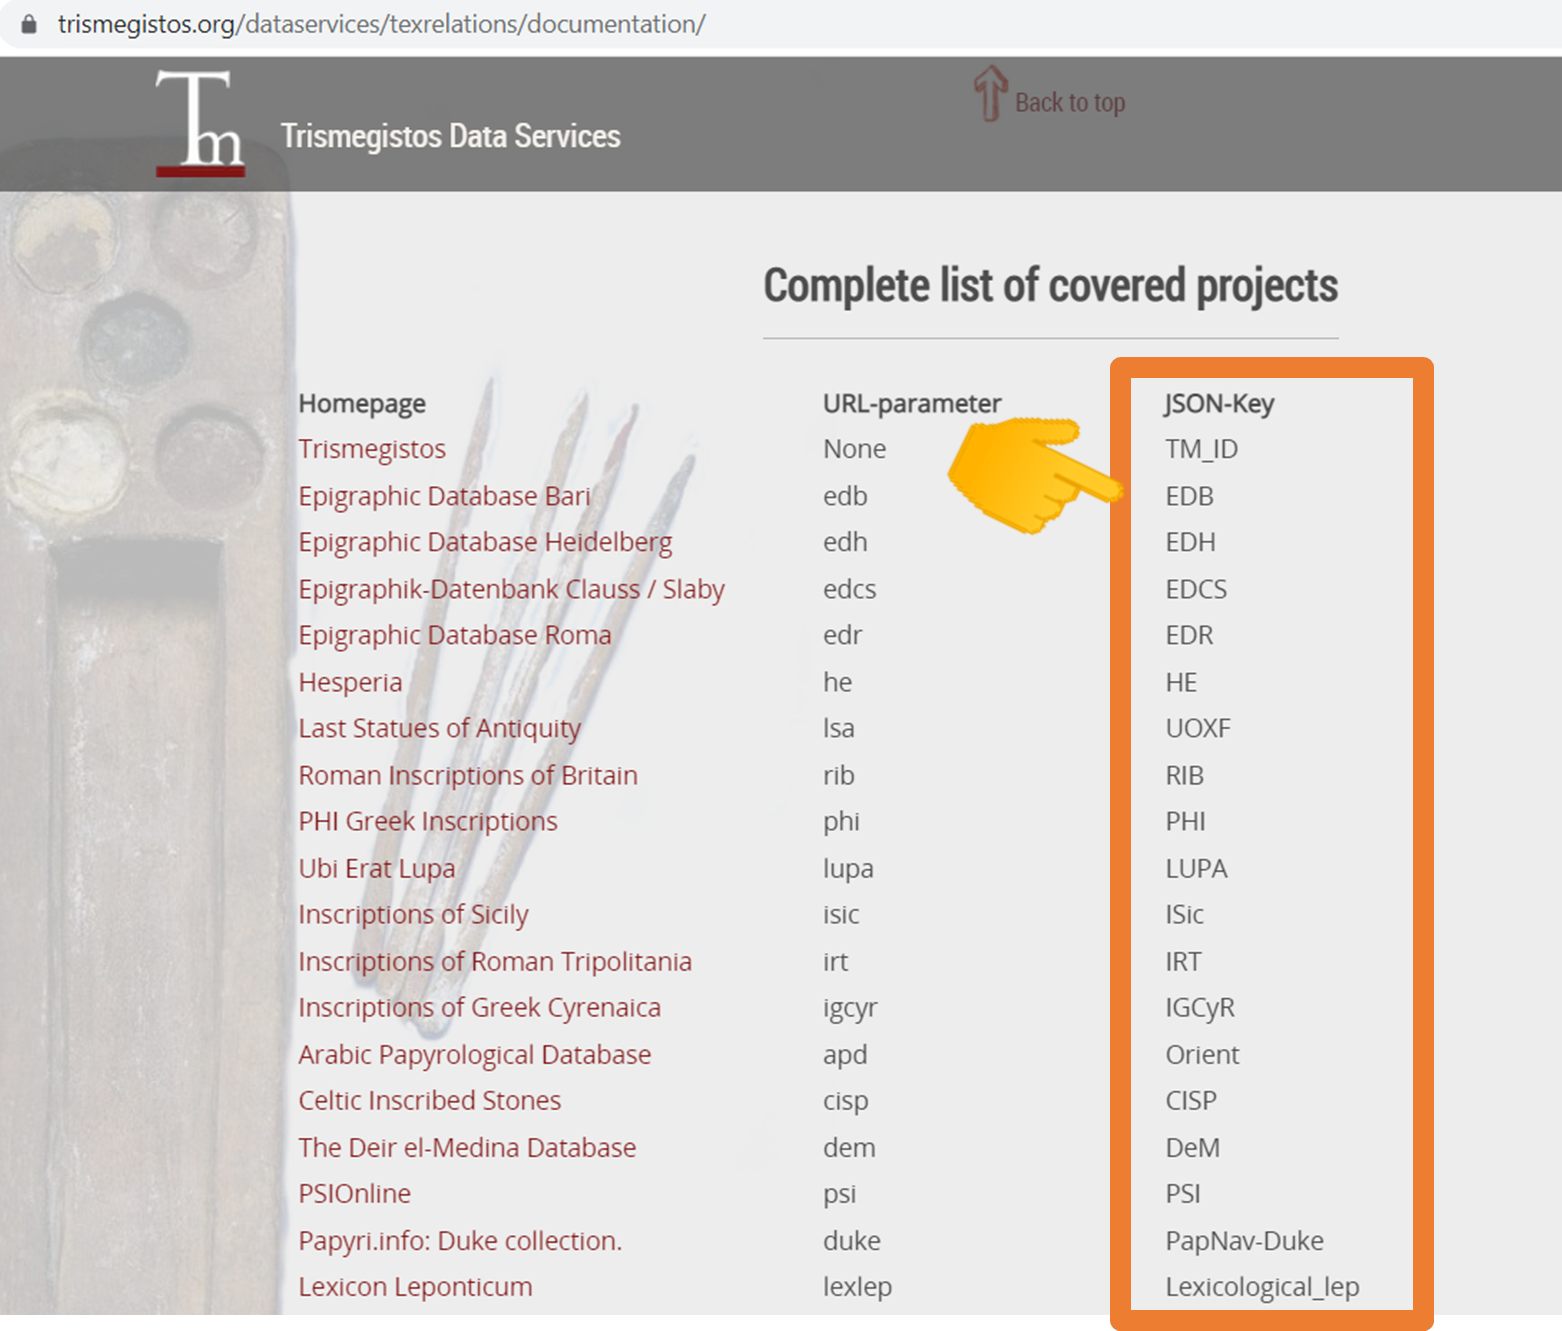 trismegistos.org/dataservices/texrelations/documentation/
Tm
Trismegistos Data Services
Back to top
Complete list of covered projects
Homepage URL-parameter JSON-Key
Trismegistos None TM_ID
Epigraphic Database Bari edb EDB
Epigraphic Database Heidelberg edh EDH
Epigraphik-Datenbank Clauss / Slaby edcs EDCS
Epigraphic Database Roma edr EDR
Hesperia he HE
Last Statues of Antiquity lsa UOXF
Roman Inscriptions of Britain rib RIB
PHI Greek Inscriptions phi PHI
Ubi Erat Lupa lupa LUPA
Inscriptions of Sicily isic ISic
Inscriptions of Roman Tripolitania irt IRT
Inscriptions of Greek Cyrenaica igcyr IGCyR
Arabic Papyrological Database apd Orient
Celtic Inscribed Stones cisp CISP
The Deir el-Medina Database dem DeM
PSIOnline psi PSI
Papyri.info: Duke collection. duke PapNav-Duke
Lexicon Leponticum lexlep Lexicological_lep